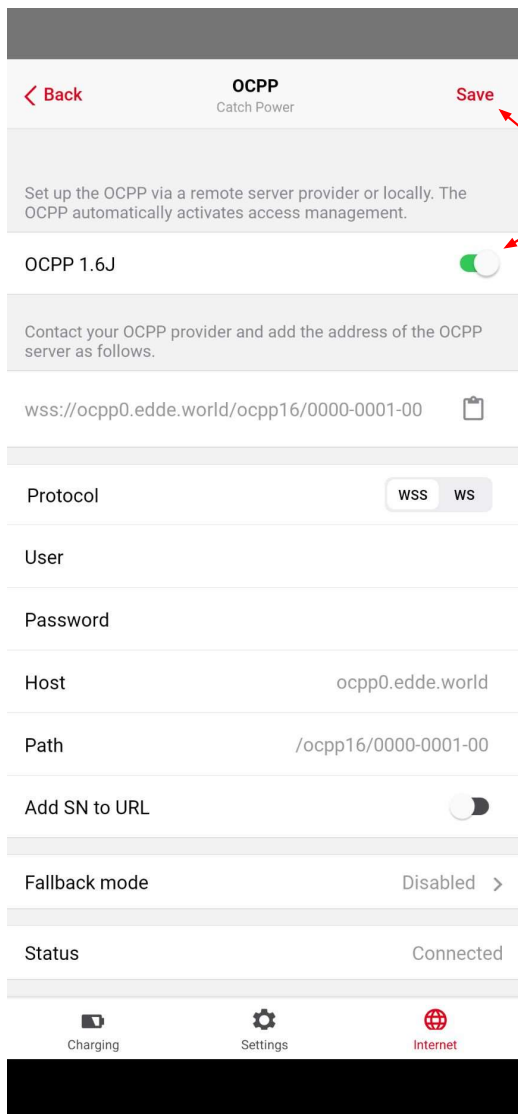 Back
OCPP
Save
Catch Power
Set up the OCPP via a remote server provider or locally. The
OCPP automatically activates access management.
OCPP 1.6J
Contact your OCPP provider and add the address of the OCPP
server as follows.
wss://ocpp0.edde.world/ocpp16/0000-0001-00
Protocol WSS WS
User
Password
Host ocpp0.edde.world
Path /ocpp16/0000-0001-00
Add SN to URL
Fallback mode Disabled
Status Connected
Charging Settings Internet